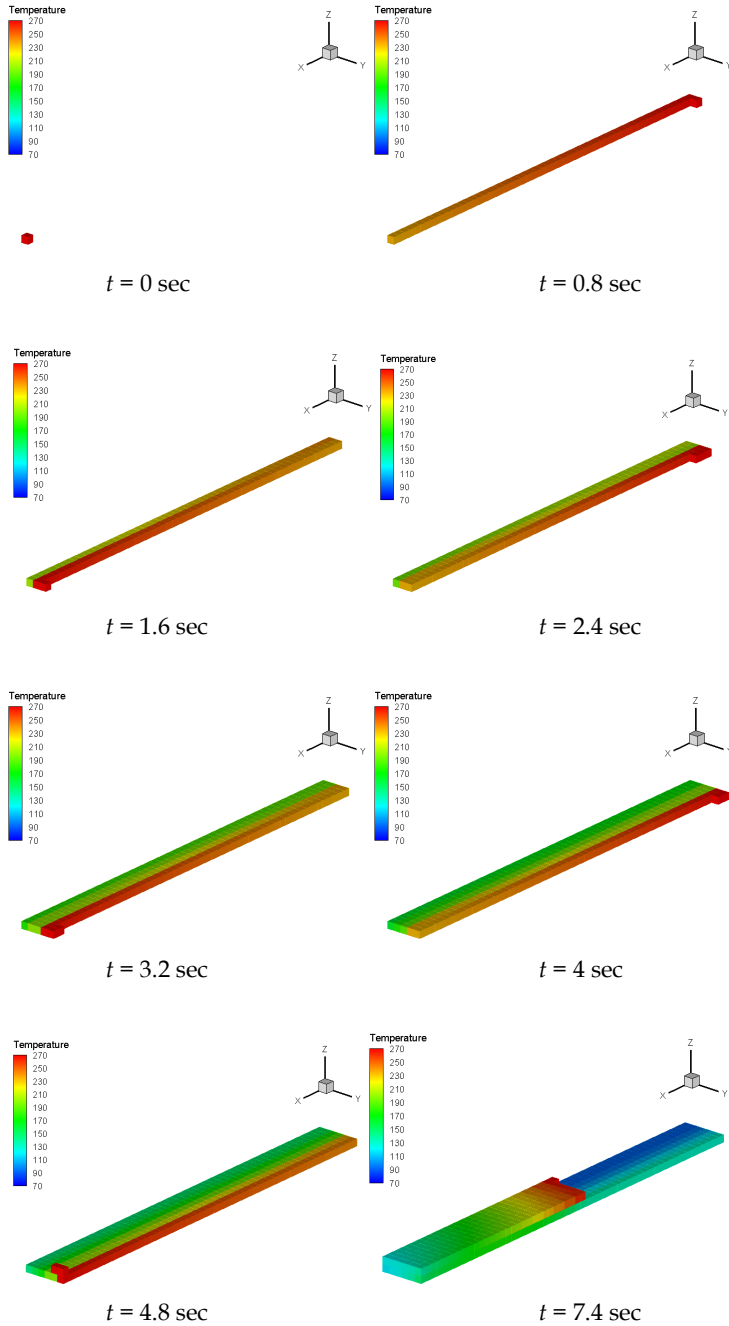 Temperature
270
250
230
210
190
170
150
130
110
90
70
Z
X
Y
t = 0 sec
Temperature
270
250
230
210
190
170
150
130
110
90
70
Z
X
Y
t = 0.8 sec
Temperature
270
250
230
210
190
170
150
130
110
90
70
Z
X
Y
t = 1.6 sec
Temperature
270
250
230
210
190
170
150
130
110
90
70
Z
X
Y
t = 2.4 sec
Temperature
270
250
230
210
190
170
150
130
110
90
70
Z
X
Y
t = 3.2 sec
Temperature
270
250
230
210
190
170
150
130
110
90
70
Z
X
Y
t = 4 sec
Temperature
270
250
230
210
190
170
150
130
110
90
70
Z
X
Y
t = 4.8 sec
Temperature
270
250
230
210
190
170
150
130
110
90
70
Z
X
Y
t = 7.4 sec